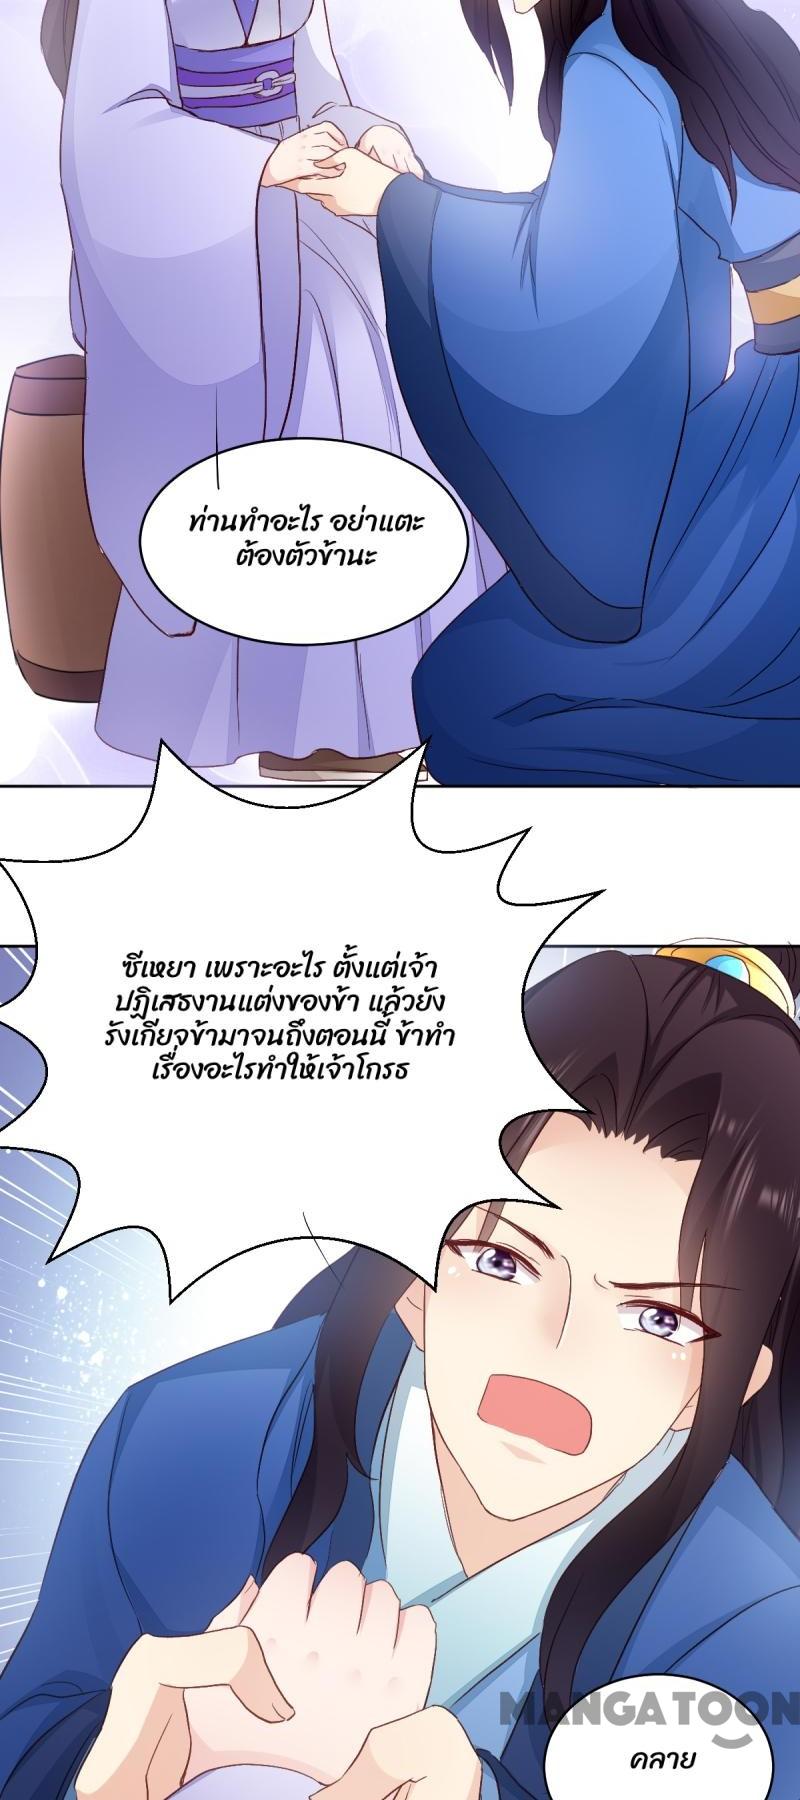 ท่านทำอะไร อย่าแตะ
ต้องตัวข้านะ
ซีเหยา เพราะอะไร ตั้งแต่เจ้า
ปฏิเสธงานแต่งของข้า แล้วยัง
รังเกียจข้ามาจนถึงตอนนี้ ข้าทำ
เรื่องอะไรทำให้เจ้าโกรธ
MANGATOON
คลาย